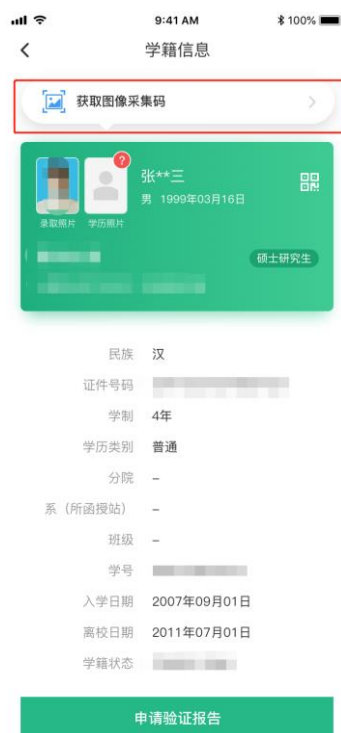 9:41 AM 100%
学籍信息
获取图像采集码
?
张**三
男 1999年03月16日
录取照片 学历照片
硕士研究生
民族 汉
证件号码
学制 4年
学历类别 普通
分院 –
系（所函授站） –
班级 –
学号
入学日期 2007年09月01日
离校日期 2011年07月01日
学籍状态
申请验证报告